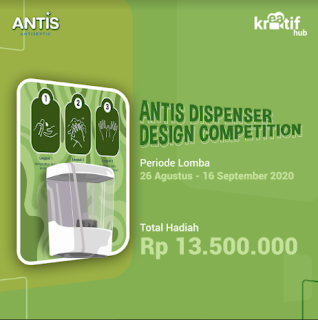 ANTIS
ANTISEPTIC
kreatif
hub
1
2
3
ANTIS DISPENSER
DESIGN COMPETITION
Periode Lomba
26 Agustus - 16 September 2020
Total Hadiah
Rp 13.500.000